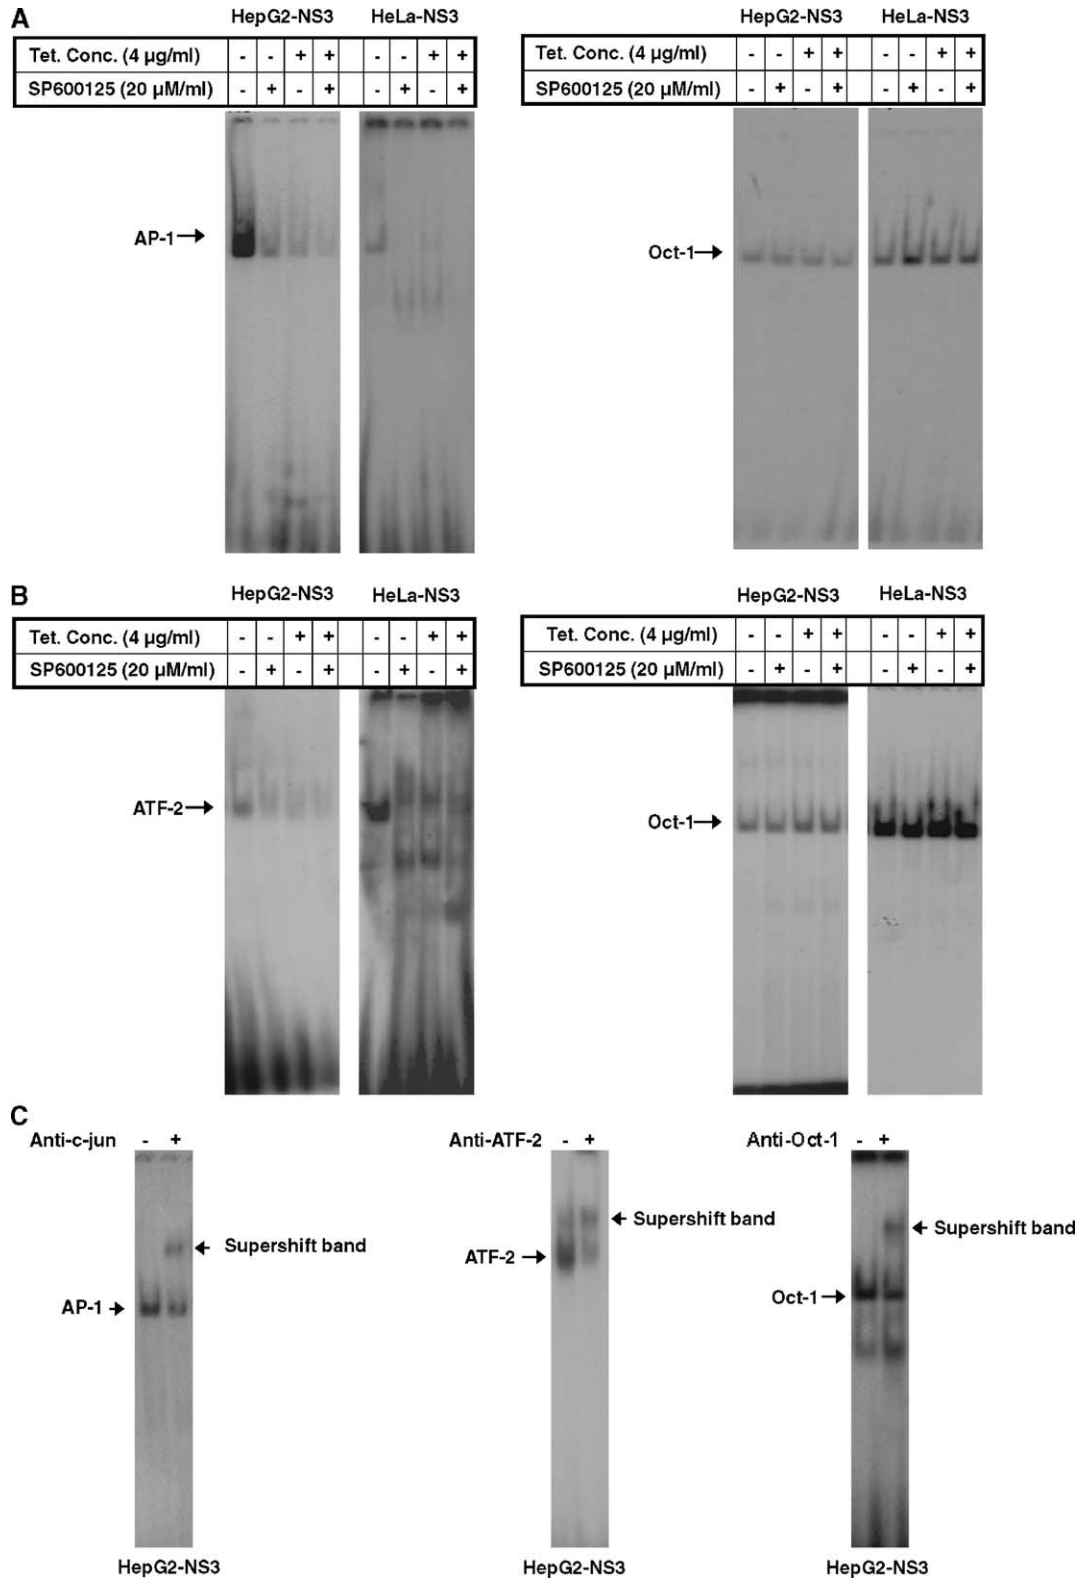 A
HepG2-NS3 HeLa-NS3 HepG2-NS3 HeLa-NS3
Tet. Conc. (4 µg/ml) - - + + - - + + Tet. Conc. (4 µg/ml) - - + + - - + +
SP600125 (20 µM/ml) - + - + - + - + SP600125 (20 µM/ml) - + - + - + - +
AP-1
Oct-1
B
HepG2-NS3 HeLa-NS3 HepG2-NS3 HeLa-NS3
Tet. Conc. (4 µg/ml) - - + + - - + + Tet. Conc. (4 µg/ml) - - + + - - + +
SP600125 (20 µM/ml) - + - + - + - + SP600125 (20 µM/ml) - + - + - + - +
ATF-2
Oct-1
C
Anti-c-jun - + Anti-ATF-2 - + Anti-Oct-1 - +
Supershift band
AP-1
HepG2-NS3
Supershift band
ATF-2
HepG2-NS3
Supershift band
Oct-1
HepG2-NS3